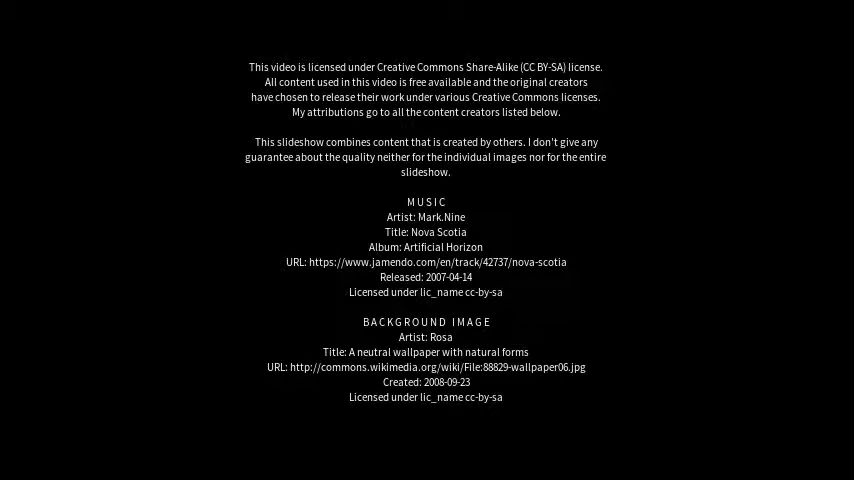 This video is licensed under Creative Commons Share-Alike (CC BY-SA) license.
All content used in this video is free available and the original creators
have chosen to release their work under various Creative Commons licenses.
My attributions go to all the content creators listed below.
This slideshow combines content that is created by others. I don't give any
guarantee about the quality neither for the individual images nor for the entire
slideshow.
MUSIC
Artist: Mark.Nine
Title: Nova Scotia
Album: Artificial Horizon
URL: https://www.jamendo.com/en/track/42737/nova-scotia
Released: 2007-04-14
Licensed under lic_name cc-by-sa
BACKGROUND IMAGE
Artist: Rosa
Title: A neutral wallpaper with natural forms
URL: http://commons.wikimedia.org/wiki/File:88829-wallpaper06.jpg
Created: 2008-09-23
Licensed under lic_name cc-by-sa